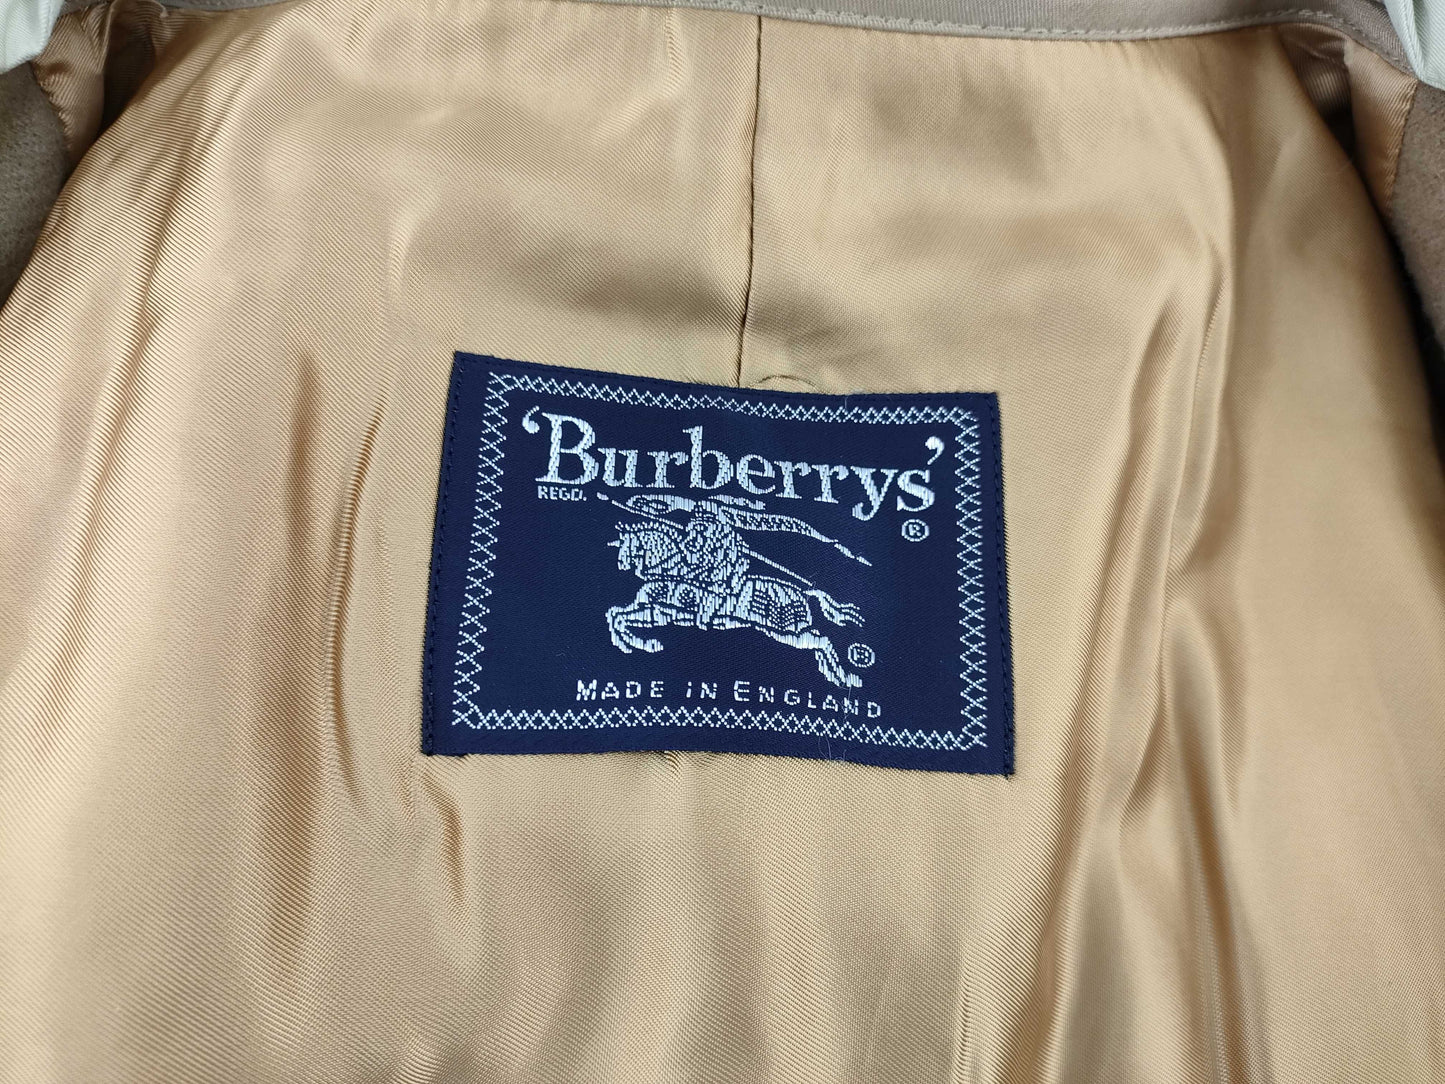 ‘Burberrys’
REGD.
®
®
MADE IN ENGLAND